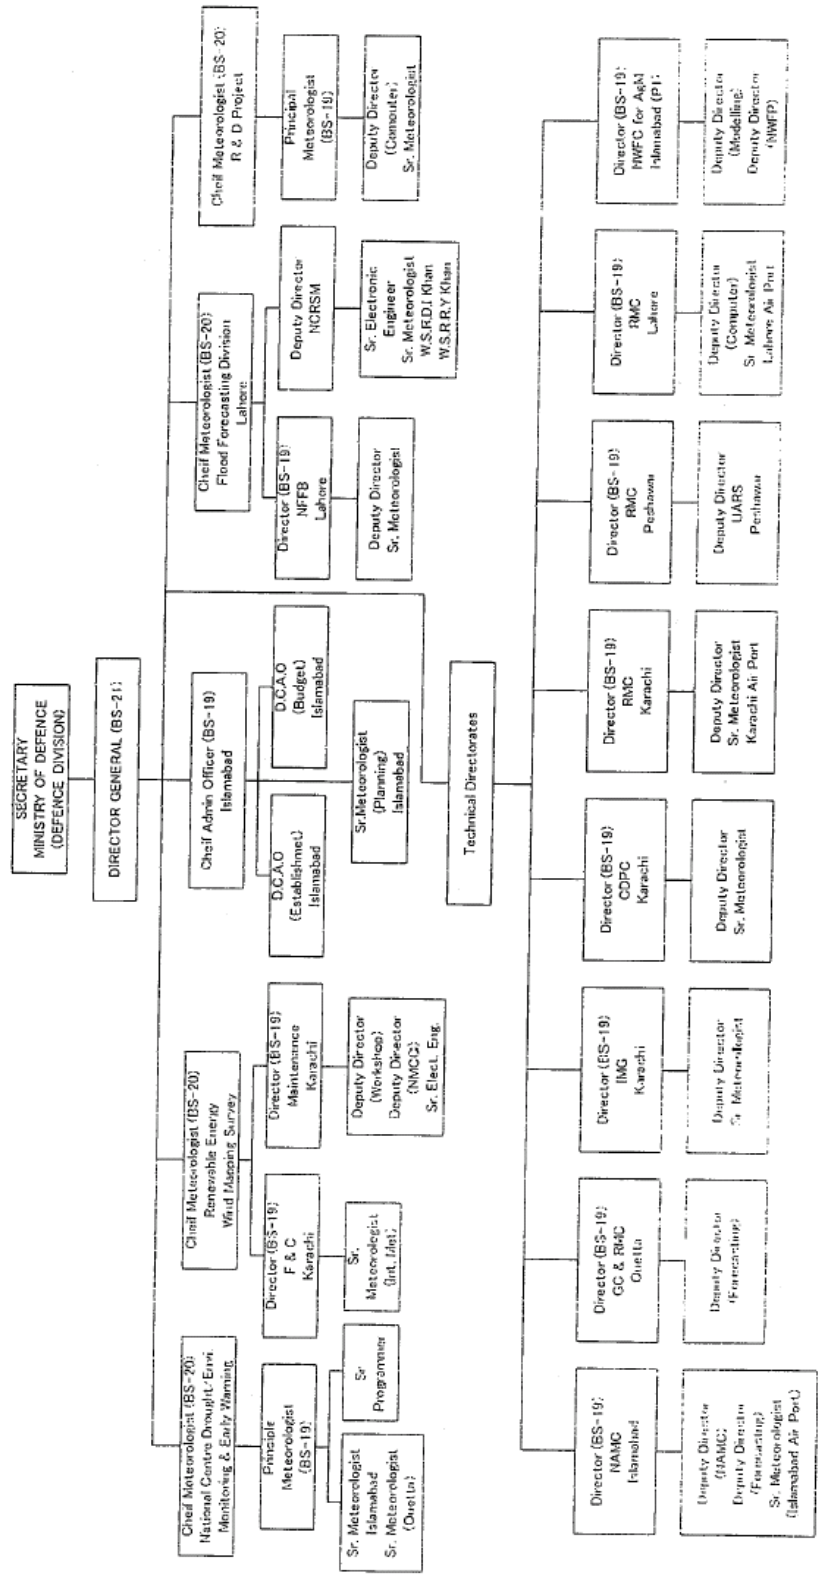 SECRETARY
MINISTRY OF DEFENCE
(DEFENCE DIVISION)
DIRECTOR GENERAL (BS-21)
Cheif Meteorologist (BS-20)
National Centre Drought/Envi.
Monitoring & Early Warning
Principle
Meteorologist
(BS-19)
Sr. Meteorologist
Islamabad
Sr. Meteorologist
(Quetta)
Sr
Programmer
Cheif Meteorologist (BS-20)
Renewable Energy
Wind Mapping Survey
Director (BS-19)
F & C
Karachi
Sr.
Meteorologist
(Int. Met)
Director (BS-19)
Maintenance
Karachi
Deputy Director
(Workshop)
Deputy Director
(NMCC)
Sr. Elect. Eng.
Cheif Admin Officer (BS-19)
Islamabad
D.C.A.O
(Establishmet)
Islamabad
D.C.A.O
(Budget)
Islamabad
Sr.Meteorologist
(Planning)
Islamabad
Cheif Meteorologist (BS-20)
Flood Forecasting Division
Lahore
Director (BS-19)
NFFB
Lahore
Deputy Director
Sr. Meteorologist
Deputy Director
NCRSM
Sr. Electronic
Engineer
Sr. Meteorologist
W.S.R.D.I Khan
W.S.R R.Y Khan
Cheif Meteorologist (BS-20)
R & D Project
Principal
Meteorologist
(BS-19)
Deputy Director
(Computer)
Sr. Meteorologist
Technical Directorates
Director (BS-19)
NAMC
Islamabad
Deputy Director
(NAMC)
Deputy Director
(Forecasting)
Sr. Meteorologist
(Islamabad Air Port)
Director (BS-19)
GC & RMC
Quetta
Deputy Director
(Forecasting)
Director (BS-19)
IMG
Karachi
Deputy Director
Sr. Meteorologist
Director (BS-19)
CDPC
Karachi
Deputy Director
Sr. Meteorologist
Director (BS-19)
RMC
Karachi
Deputy Director
Sr. Meteorologist
Karachi Air Port
Director (BS-19)
RMC
Peshawar
Deputy Director
UARS
Peshawar
Director (BS-19)
RMC
Lahore
Deputy Director
(Computer)
Sr Meteorologist
Lahore Air Port
Director (BS-19)
NWFC for AgM
Islamabad (P).
Deputy Director
(Modelling)
Deputy Director
(NWFP)